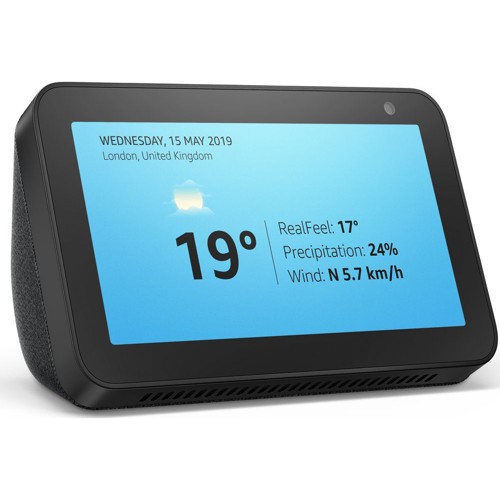 WEDNESDAY, 15 MAY 2019
London, United Kingdom
19°
RealFeel: 17°
Precipitation: 24%
Wind: N 5.7 km/h